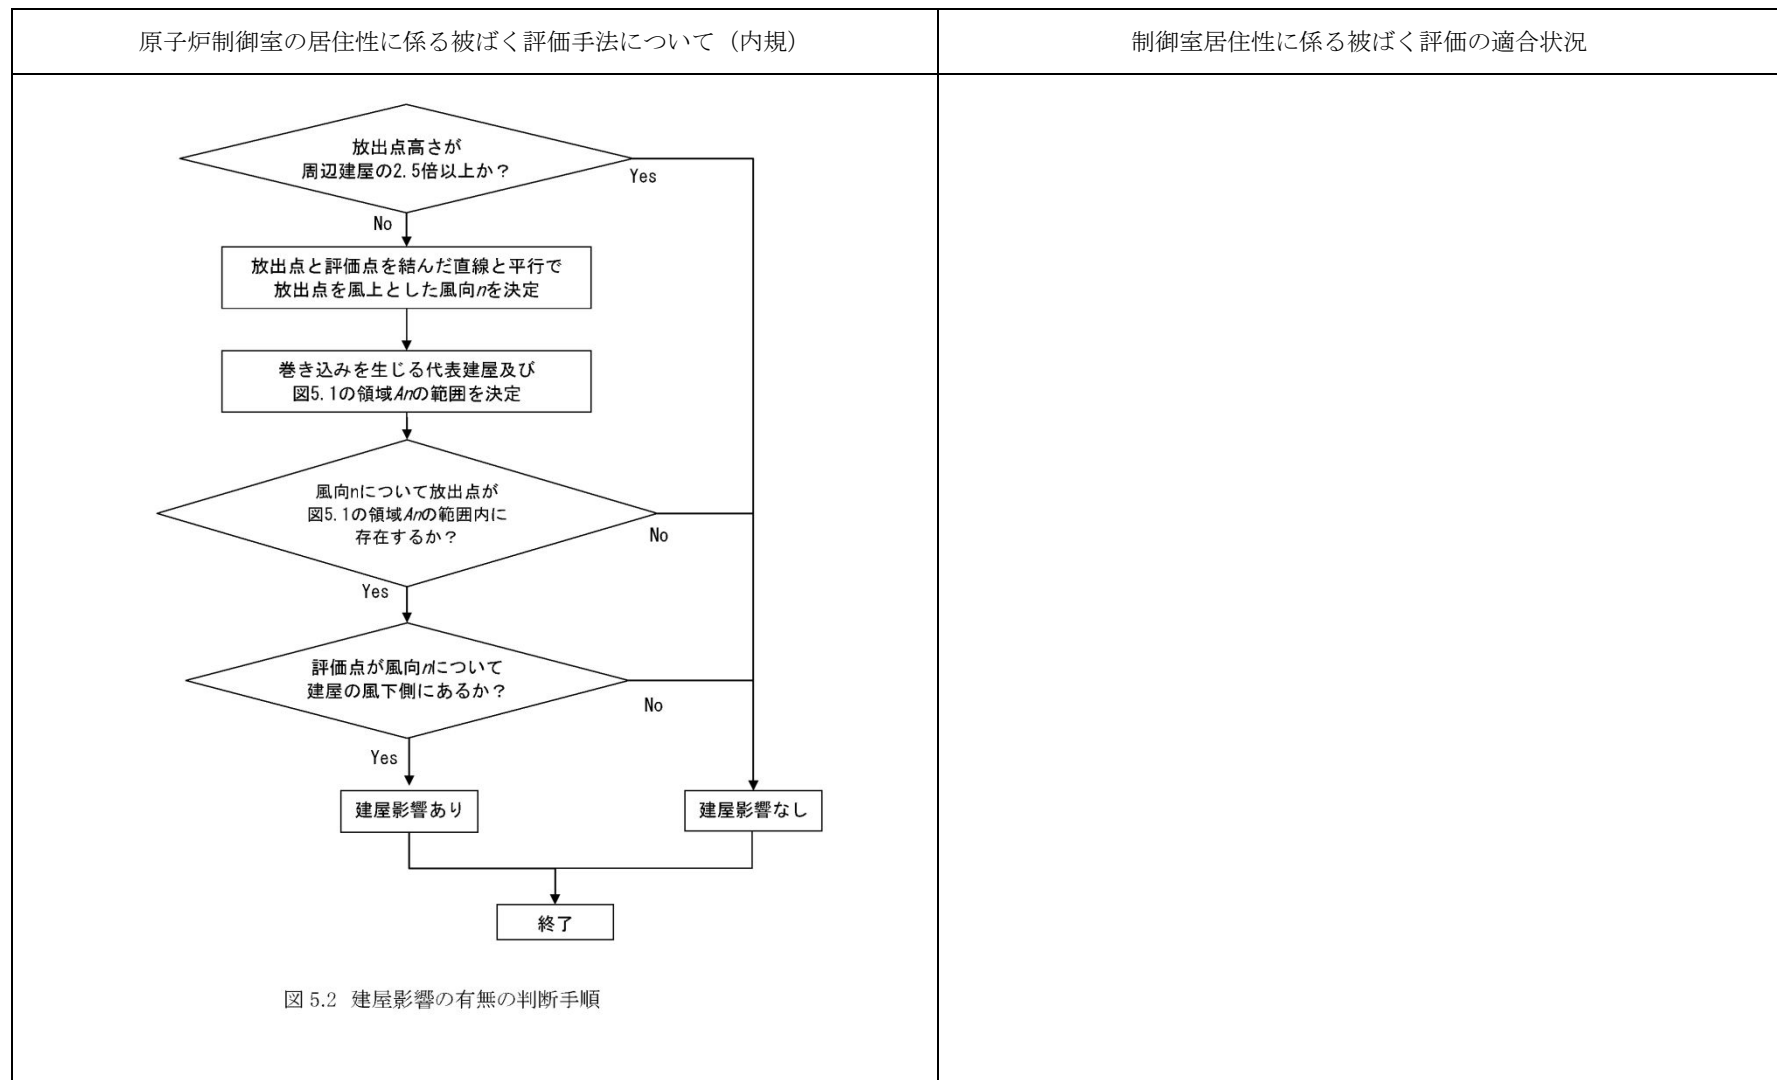 原子炉制御室の居住性に係る被ばく評価手法について（内規）
制御室居住性に係る被ばく評価の適合状況
放出点高さが
周辺建屋の2.5倍以上か？
Yes
No
放出点と評価点を結んだ直線と平行で
放出点を風上とした風向nを決定
巻き込みを生じる代表建屋及び
図5.1の領域Anの範囲を決定
風向nについて放出点が
図5.1の領域Anの範囲内に
存在するか？
No
Yes
評価点が風向nについて
建屋の風下側にあるか？
No
Yes
建屋影響あり
建屋影響なし
終了
図 5.2 建屋影響の有無の判断手順